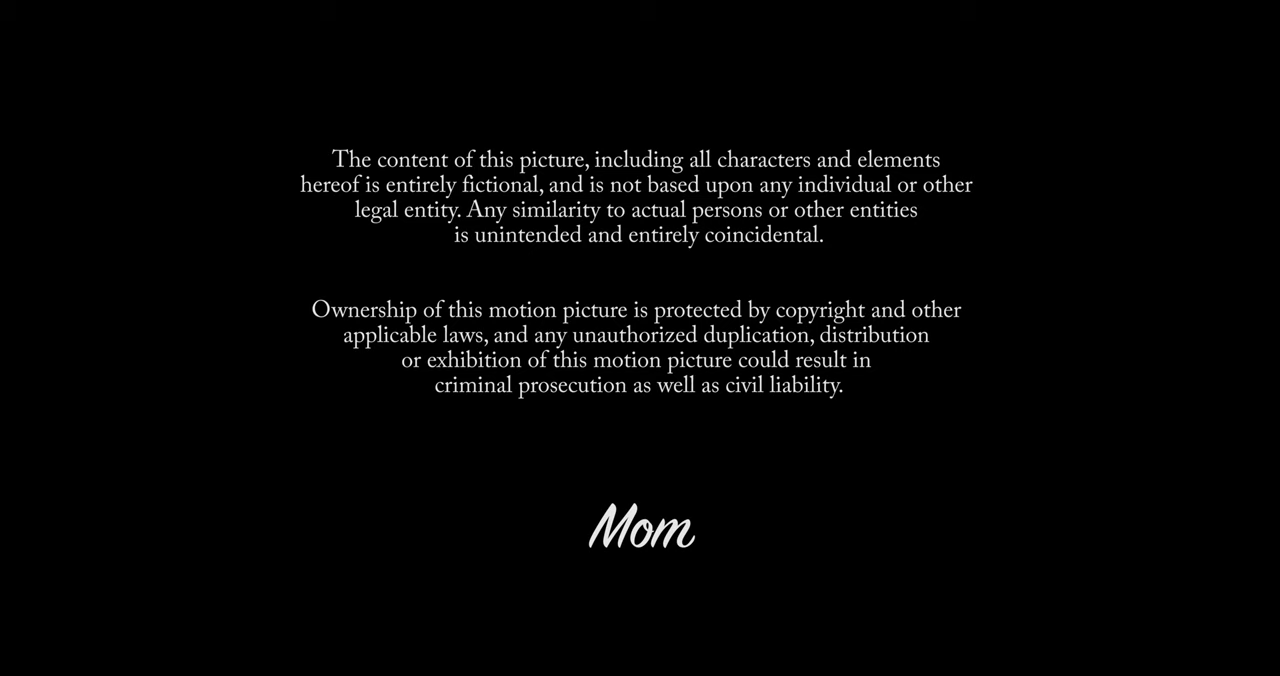 The content of this picture, including all characters and elements
hereof is entirely fictional, and is not based upon any individual or other
legal entity. Any similarity to actual persons or other entities
is unintended and entirely coincidental.
Ownership of this motion picture is protected by copyright and other
applicable laws, and any unauthorized duplication, distribution
or exhibition of this motion picture could result in
criminal prosecution as well as civil liability.
Mom